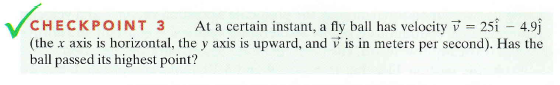 CHECKPOINT 3 At a certain instant, a fly ball has velocity v⃗ = 25î − 4.9ĵ
(the x axis is horizontal, the y axis is upward, and v⃗ is in meters per second). Has the
ball passed its highest point?